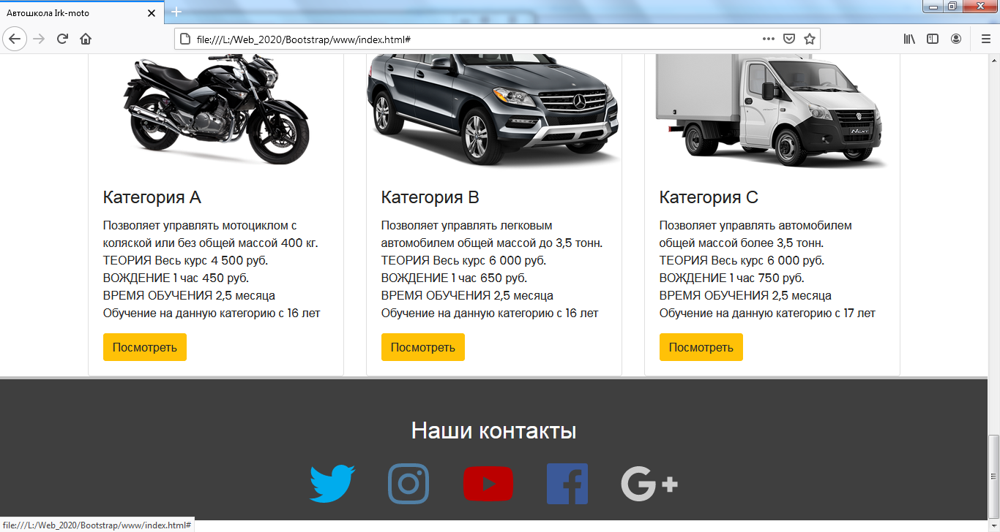 Автошкола Irk-moto
file:///L:/Web_2020/Bootstrap/www/index.html#
NEXT
Категория А
Позволяет управлять мотоциклом с
коляской или без общей массой 400 кг.
ТЕОРИЯ Весь курс 4 500 руб.
ВОЖДЕНИЕ 1 час 450 руб.
ВРЕМЯ ОБУЧЕНИЯ 2,5 месяца
Обучение на данную категорию с 16 лет
Посмотреть
Категория В
Позволяет управлять легковым
автомобилем общей массой до 3,5 тонн.
ТЕОРИЯ Весь курс 6 000 руб.
ВОЖДЕНИЕ 1 час 650 руб.
ВРЕМЯ ОБУЧЕНИЯ 2,5 месяца
Обучение на данную категорию с 16 лет
Посмотреть
Категория С
Позволяет управлять автомобилем
общей массой более 3,5 тонн.
ТЕОРИЯ Весь курс 6 000 руб.
ВОЖДЕНИЕ 1 час 750 руб.
ВРЕМЯ ОБУЧЕНИЯ 2,5 месяца
Обучение на данную категорию с 17 лет
Посмотреть
Наши контакты
G+
file:///L:/Web_2020/Bootstrap/www/index.html#